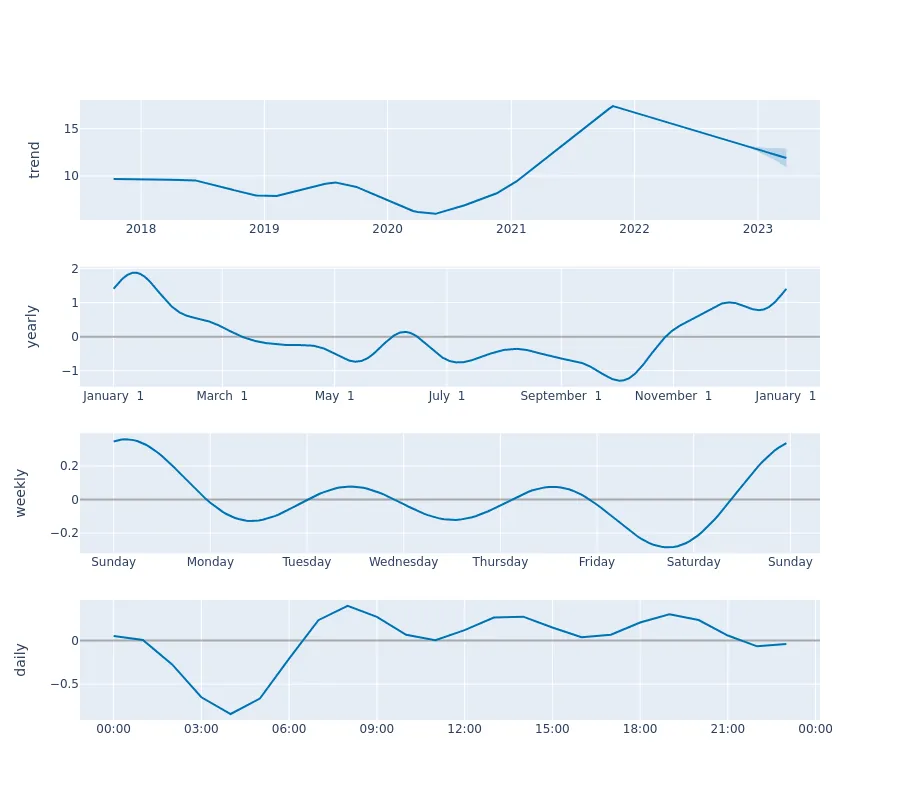 trend
15
10
2018 2019 2020 2021 2022 2023
yearly
2
1
0
−1
January 1 March 1 May 1 July 1 September 1 November 1 January 1
weekly
0.2
0
−0.2
Sunday Monday Tuesday Wednesday Thursday Friday Saturday Sunday
daily
0
−0.5
00:00 03:00 06:00 09:00 12:00 15:00 18:00 21:00 00:00